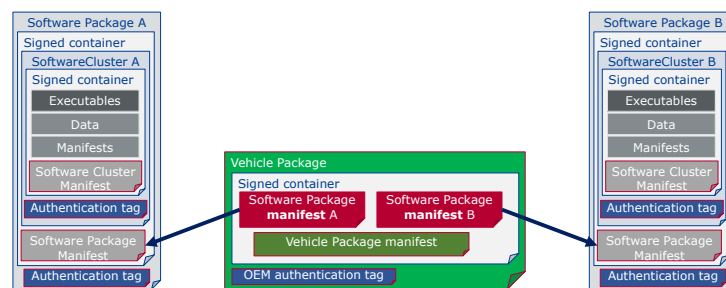 Software Package A
Signed container
SoftwareCluster A
Signed container
Executables
Data
Manifests
Software Cluster
Manifest
Authentication tag
Software Package
Manifest
Authentication tag
Vehicle Package
Signed container
Software Package
manifest A
Software Package
manifest B
Vehicle Package manifest
OEM authentication tag
Software Package B
Signed container
SoftwareCluster B
Signed container
Executables
Data
Manifests
Software Cluster
Manifest
Authentication tag
Software Package
Manifest
Authentication tag